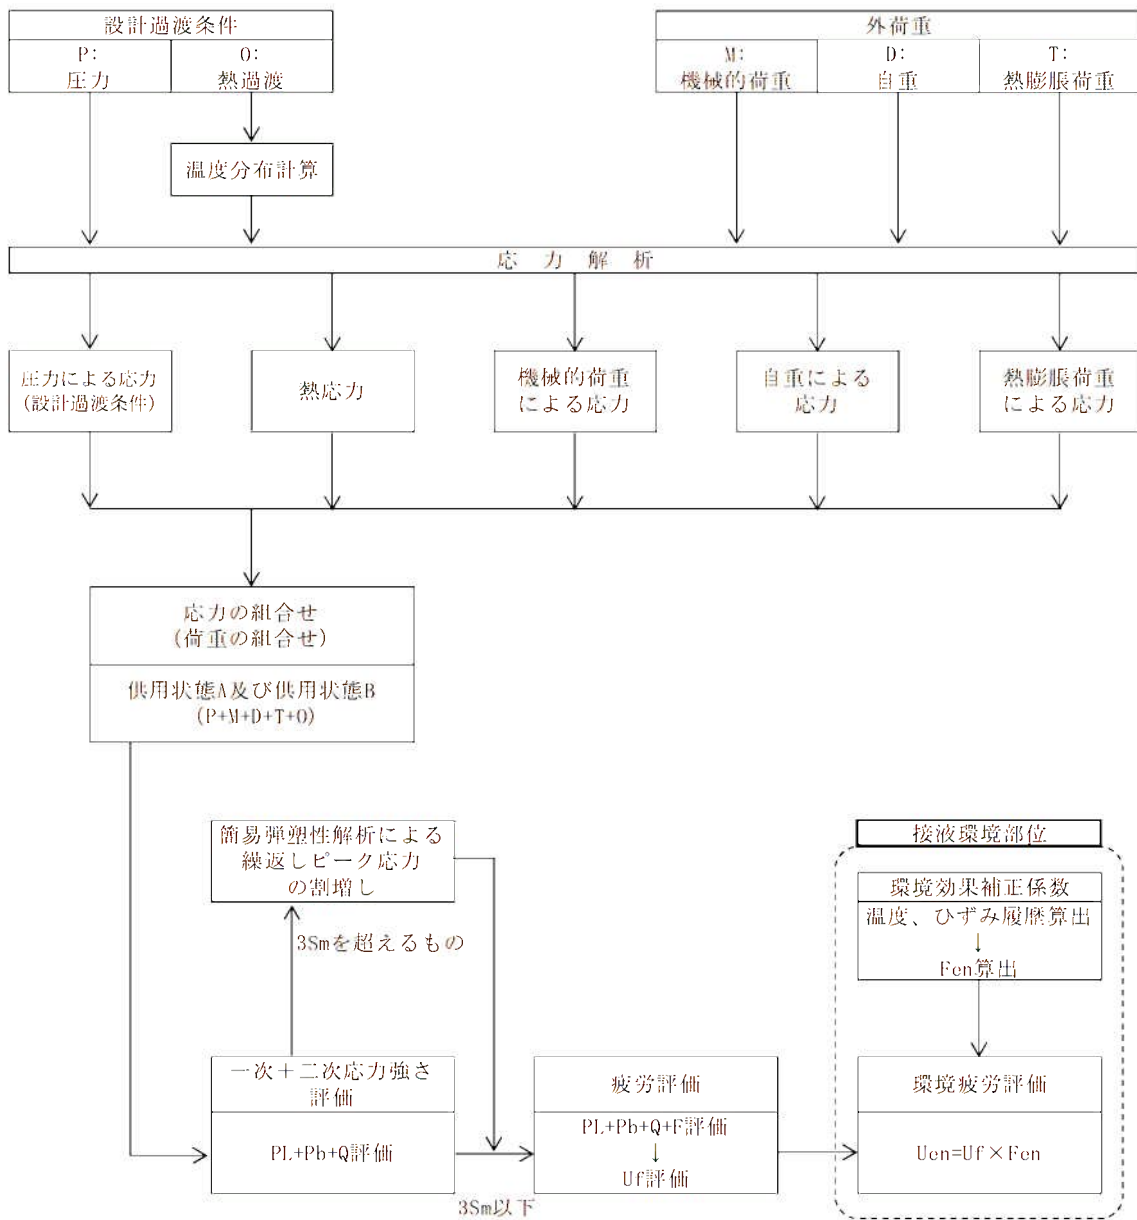 設計過渡条件
P:
圧力
O:
熱過渡
外荷重
M:
機械的荷重
D:
自重
T:
熱膨脹荷重
温度分布計算
応力解析
圧力による応力
(設計過渡条件)
熱応力
機械的荷重
による応力
自重による
応力
熱膨脹荷重
による応力
応力の組合せ
(荷重の組合せ)
供用状態A及び供用状態B
(P+M+D+T+O)
簡易弾塑性解析による
繰返しピーク応力
の割増し
3Smを超えるもの
接液環境部位
環境効果補正係数
温度、ひずみ履歴算出
↓
Fen算出
一次＋二次応力強さ
評価
PL+Pb+Q評価
3Sm以下
疲労評価
PL+Pb+Q+F評価
↓
Uf評価
環境疲労評価
Uen=Uf×Fen